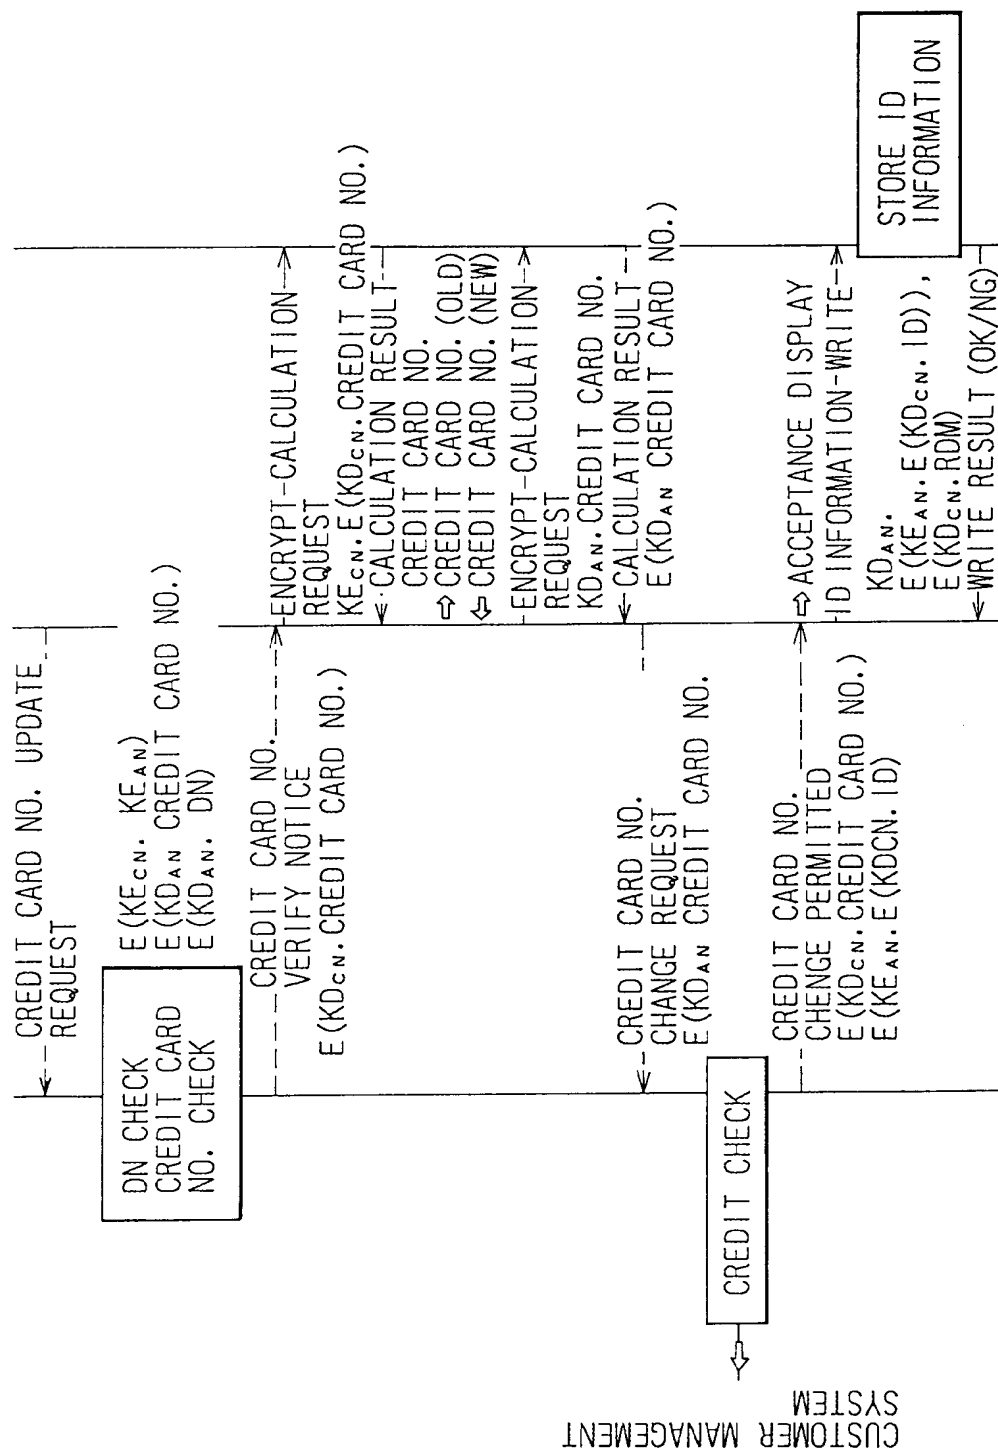 CREDIT CARD NO. UPDATE
REQUEST
DN CHECK
CREDIT CARD
NO. CHECK
E(KECN. KEAN)
E(KDAN CREDIT CARD NO.)
E(KDAN. DN)
CREDIT CARD NO.
VERIFY NOTICE
E(KDCN.CREDIT CARD NO.)
ENCRYPT-CALCULATION
REQUEST
KECN.E(KDCN.CREDIT CARD NO.)
CALCULATION RESULT
CREDIT CARD NO.
⇨CREDIT CARD NO.(OLD)
⇦CREDIT CARD NO.(NEW)
ENCRYPT-CALCULATION
REQUEST
KDAN.CREDIT CARD NO.
CALCULATION RESULT
E(KDAN CREDIT CARD NO.)
CREDIT CARD NO.
CHANGE REQUEST
E(KDAN CREDIT CARD NO.
CREDIT CHECK
CUSTOMER MANAGEMENT
SYSTEM
CREDIT CARD NO.
CHENGE PERMITTED
E(KDCN.CREDIT CARD NO.)
E(KEAN.E(KDCN.ID)
⇨ACCEPTANCE DISPLAY
ID INFORMATION-WRITE
KDAN.
E(KEAN.E(KDCN.ID)),
E(KDCN.RDM)
STORE ID
INFORMATION
WRITE RESULT(OK/NG)